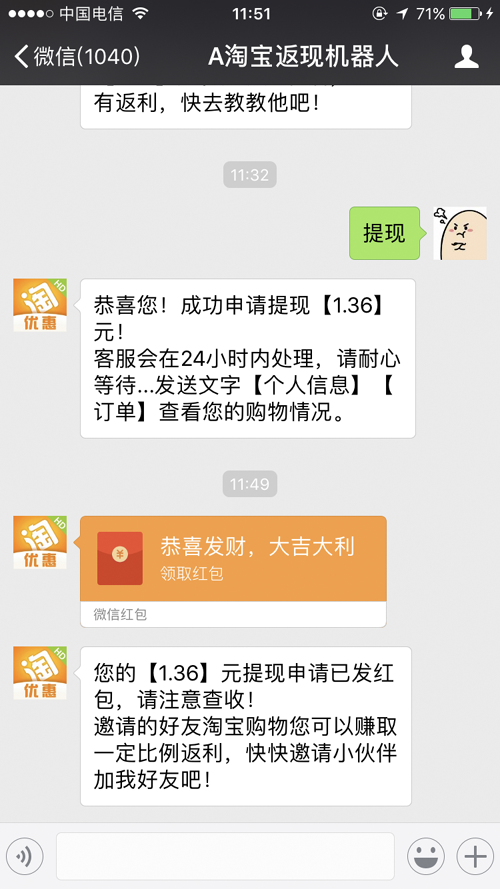 中国电信 11:51 71%
微信(1040) A淘宝返现机器人
有返利，快去教教他吧！
11:32
提现
淘 HD
优惠
恭喜您！成功申请提现【1.36】
元！
客服会在24小时内处理，请耐心
等待...发送文字【个人信息】【
订单】查看您的购物情况。
11:49
淘 HD
优惠
恭喜发财，大吉大利
¥
领取红包
微信红包
淘 HD
优惠
您的【1.36】元提现申请已发红
包，请注意查收！
邀请的好友淘宝购物您可以赚取
一定比例返利，快快邀请小伙伴
加我好友吧！